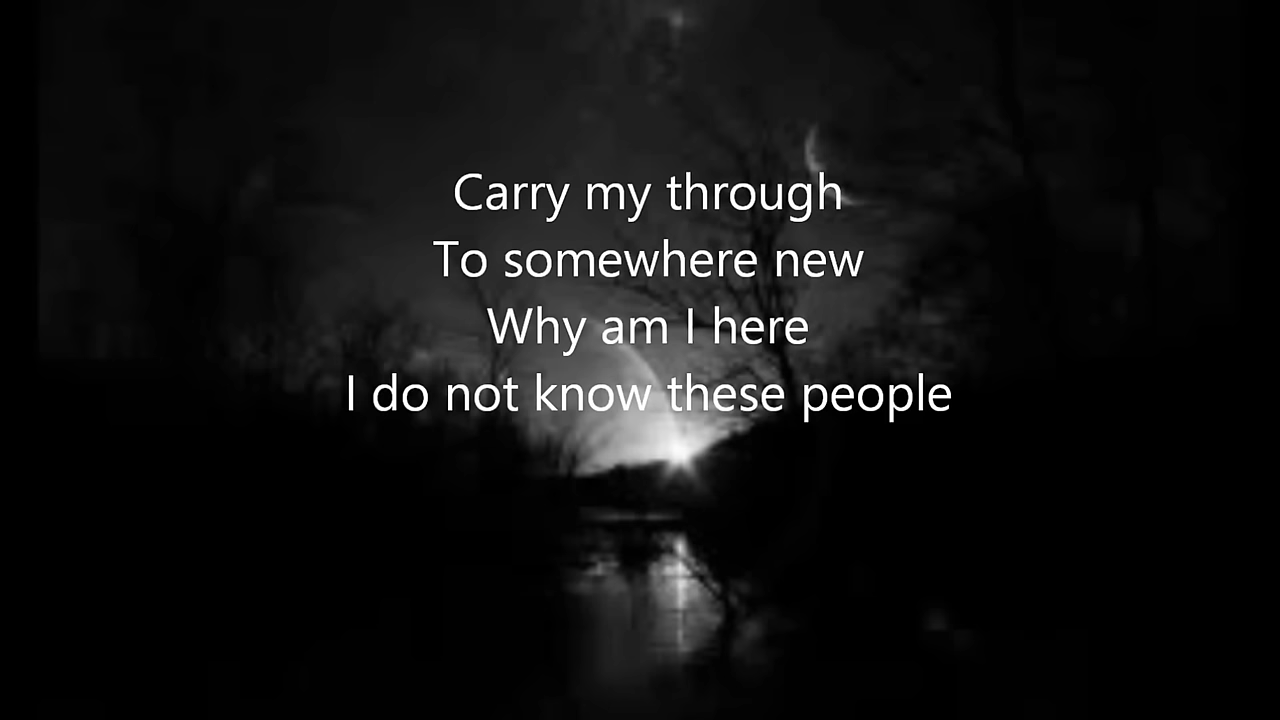 Carry my through
To somewhere new
Why am I here
I do not know these people